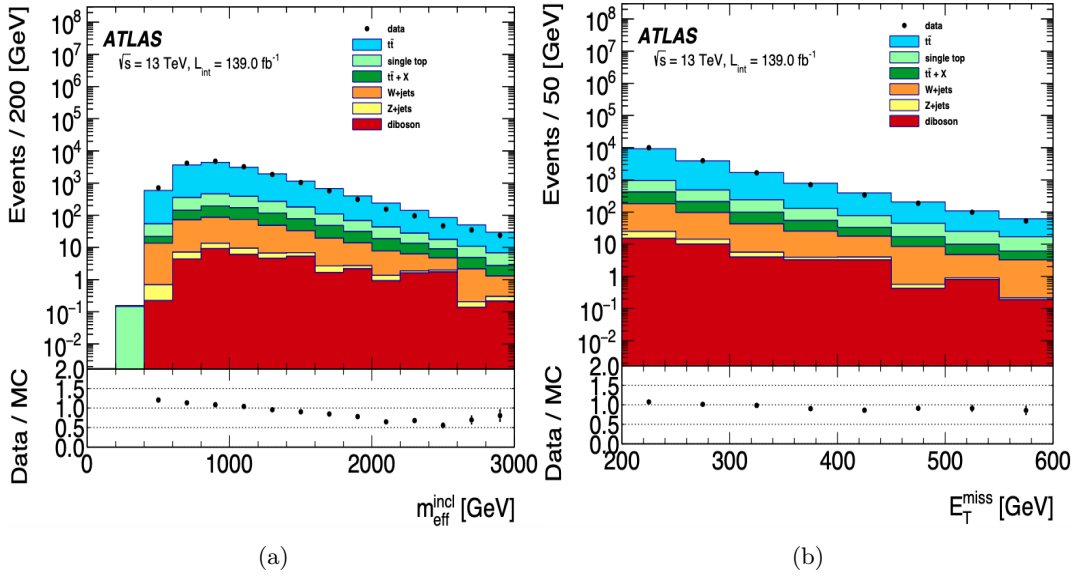 Events / 200 [GeV]
10⁸
10⁷
10⁶
10⁵
10⁴
10³
10²
10
1
10⁻¹
10⁻²
ATLAS
√s = 13 TeV, L_int = 139.0 fb⁻¹
data
tt̄
single top
tt̄ + X
W+jets
Z+jets
diboson
Data / MC
2.0
1.5
1.0
0.5
0.0
0 1000 2000 3000
m_eff^incl [GeV]
(a)
Events / 50 [GeV]
10⁸
10⁷
10⁶
10⁵
10⁴
10³
10²
10
1
10⁻¹
10⁻²
ATLAS
√s = 13 TeV, L_int = 139.0 fb⁻¹
data
tt̄
single top
tt̄ + X
W+jets
Z+jets
diboson
Data / MC
2.0
1.5
1.0
0.5
0.0
200 300 400 500 600
E_T^miss [GeV]
(b)